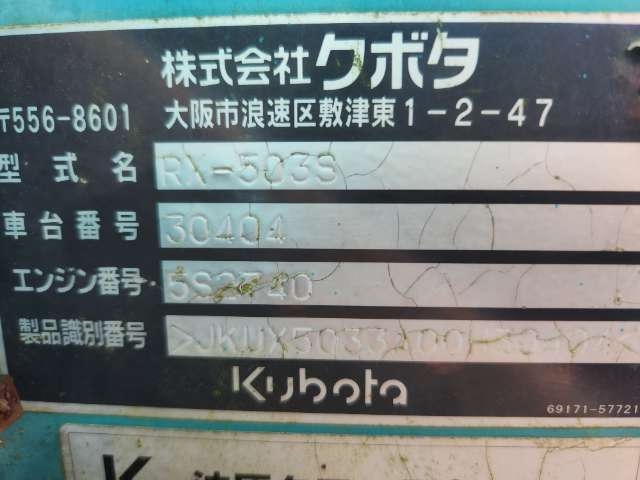 株式会社クボタ
〒556-8601 大阪市浪速区敷津東1-2-47
型式名 RX-503S
車台番号 30404
エンジン番号
製品識別番号
Kubota
69171-57721
K